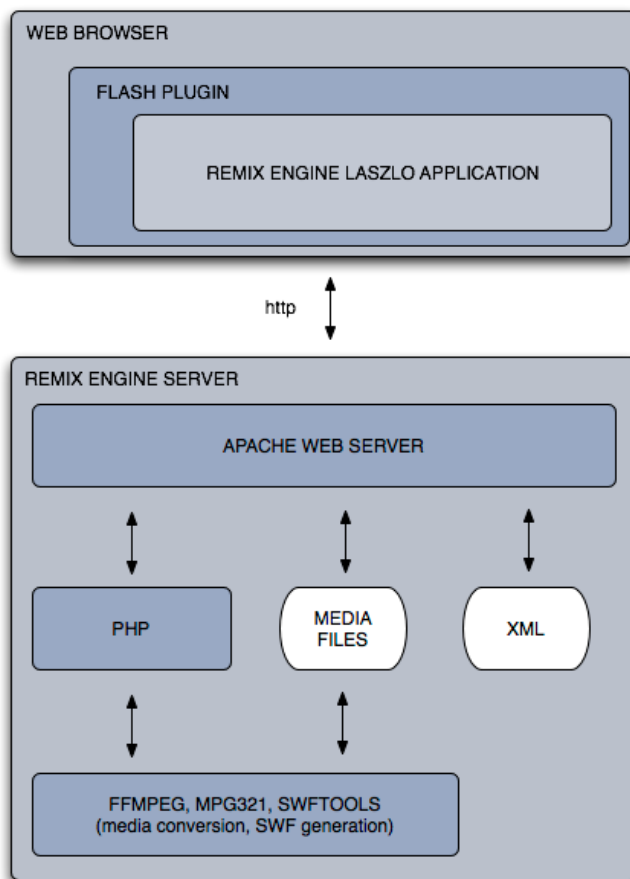 WEB BROWSER
FLASH PLUGIN
REMIX ENGINE LASZLO APPLICATION
http
REMIX ENGINE SERVER
APACHE WEB SERVER
PHP
MEDIA
FILES
XML
FFMPEG, MPG321, SWFTOOLS
(media conversion, SWF generation)